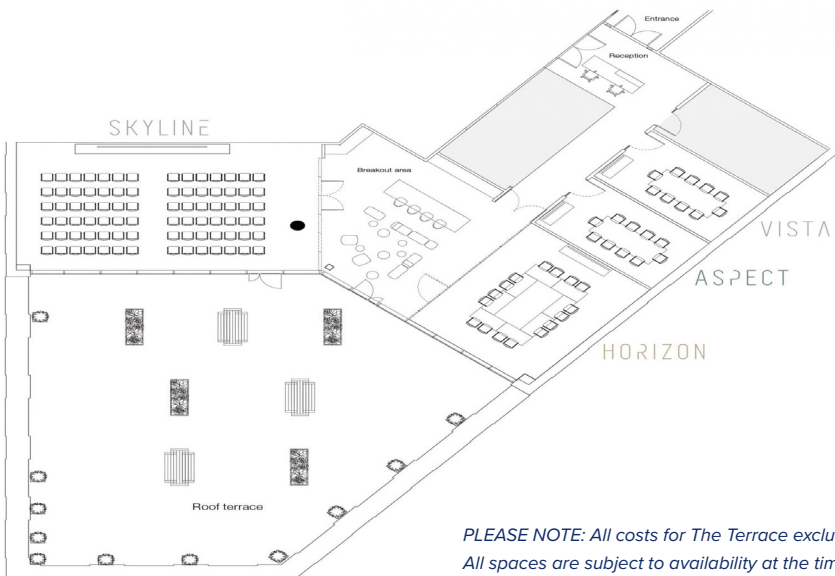 Entrance
Reception
SKYLINE
Breakout area
VISTA
ASPECT
HORIZON
Roof terrace
PLEASE NOTE: All costs for The Terrace exclu
All spaces are subject to availability at the tim